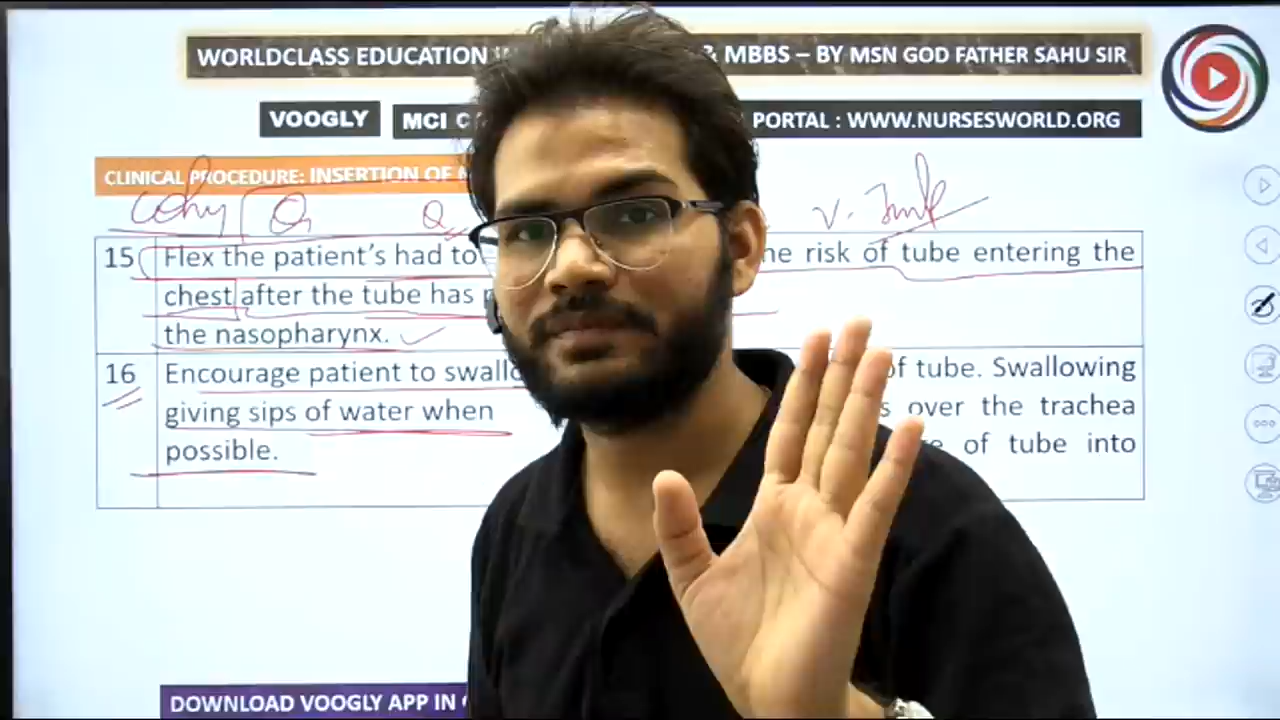 WORLDCLASS EDUCATION & MBBS – BY MSN GOD FATHER SAHU SIR
VOOGLY MCI PORTAL : WWW.NURSESWORLD.ORG
CLINICAL PROCEDURE: INSERTION OF
Why Q Q
15 Flex the patient's had to the risk of tube entering the
chest after the tube has
the nasopharynx.
16 Encourage patient to of tube. Swallowing
giving sips of water when over the trachea
possible. of tube into
DOWNLOAD VOOGLY APP IN